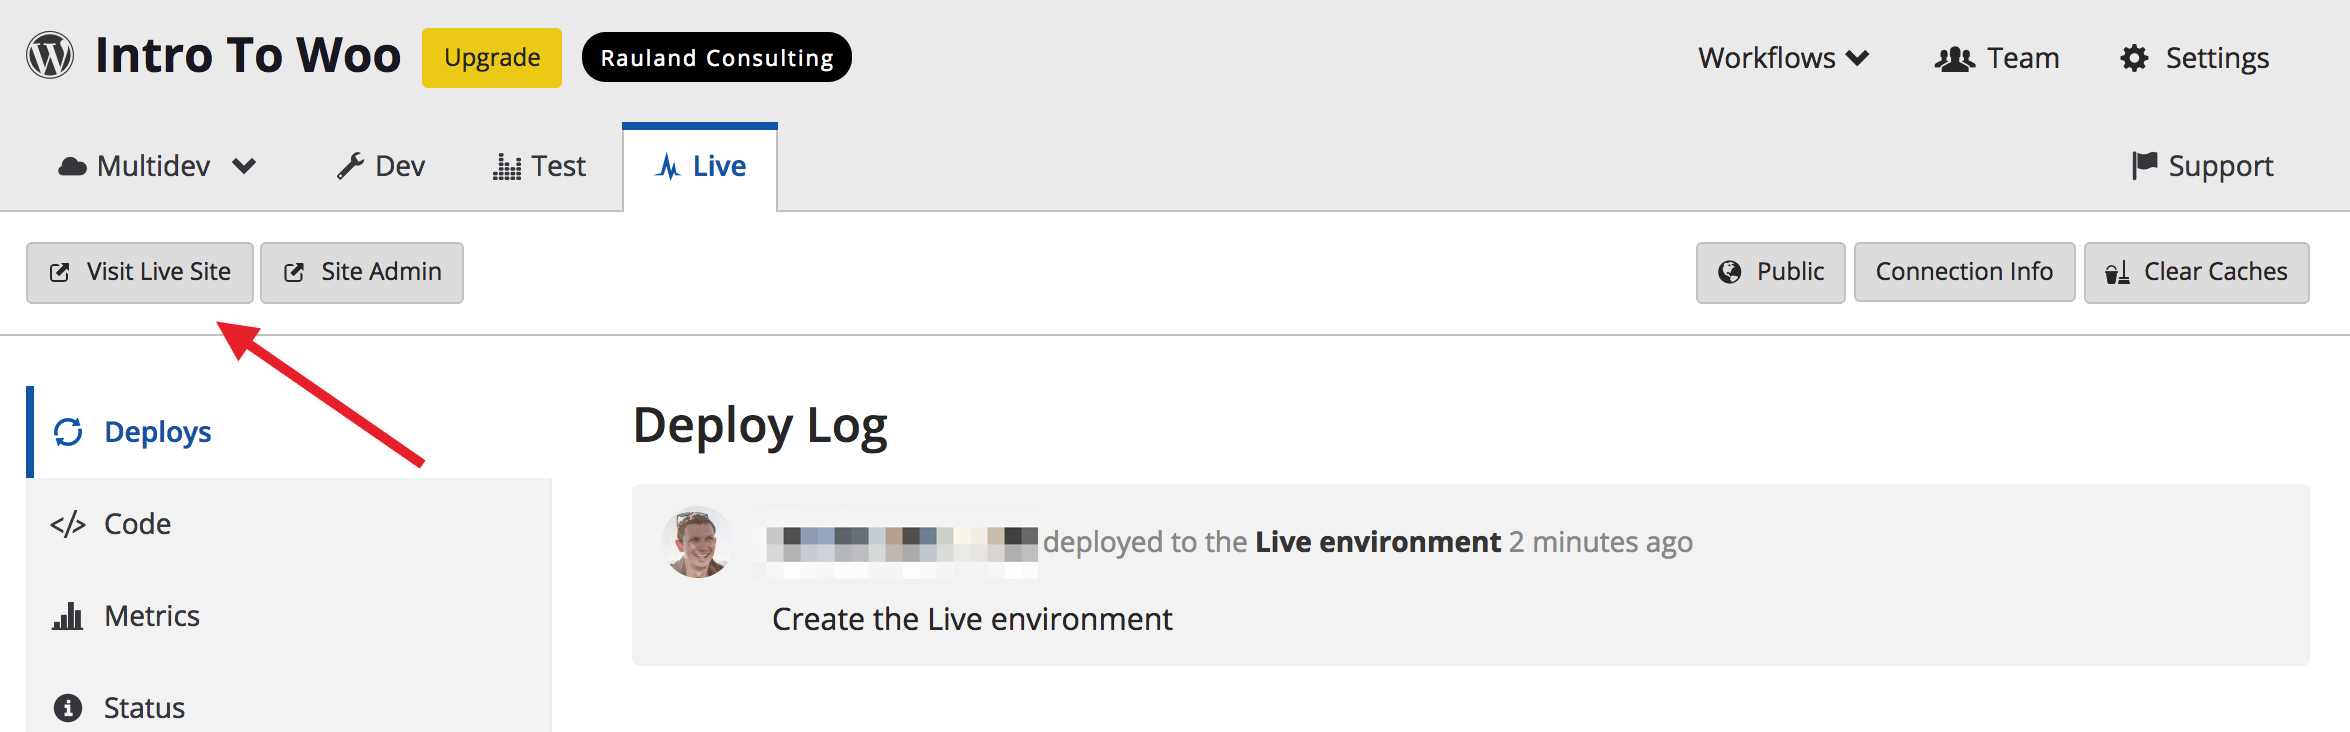 Intro To Woo Upgrade Rauland Consulting Workflows Team Settings
Multidev Dev Test Live Support
Visit Live Site Site Admin Public Connection Info Clear Caches
Deploys
Code
Metrics
Status
Deploy Log
deployed to the Live environment 2 minutes ago
Create the Live environment